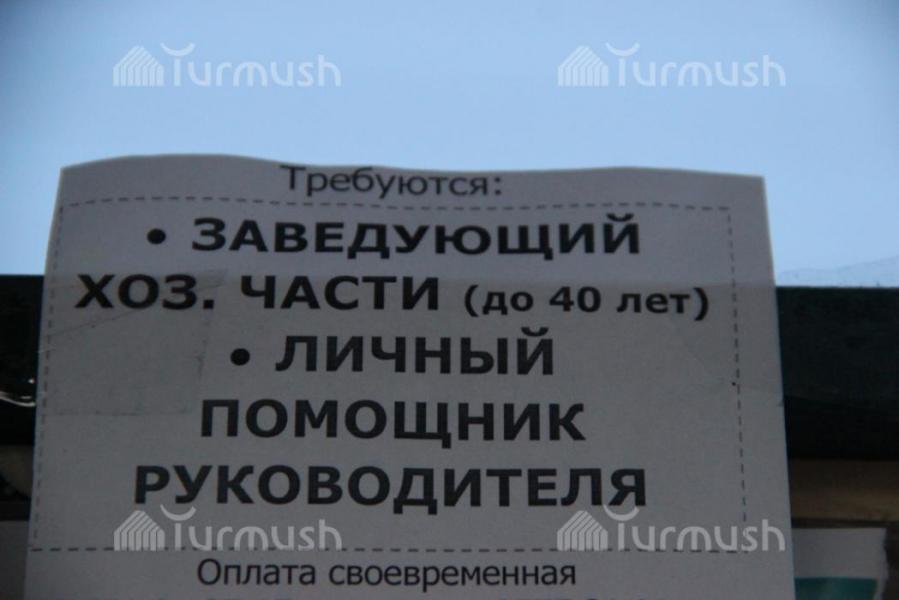 Turmush Turmush
Требуются:
• ЗАВЕДУЮЩИЙ
ХОЗ. ЧАСТИ (до 40 лет)
• ЛИЧНЫЙ
ПОМОЩНИК
РУКОВОДИТЕЛЯ
Turmush Turmush
Оплата своевременная